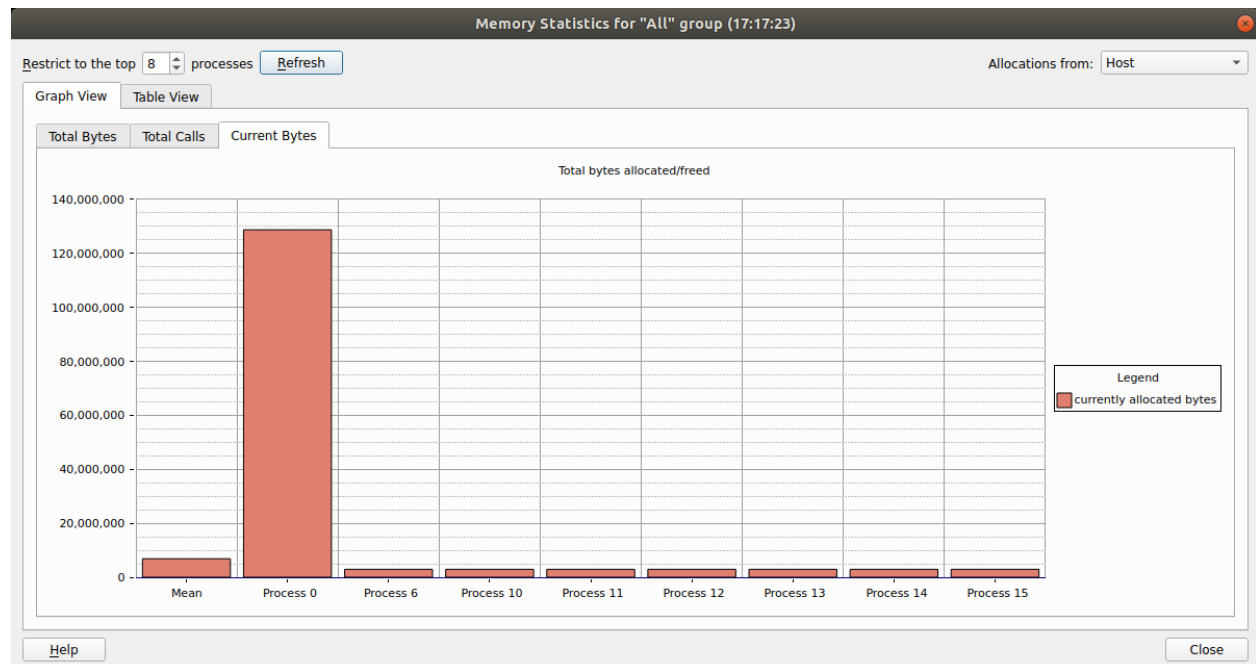 Memory Statistics for "All" group (17:17:23)
Restrict to the top 8 processes Refresh Allocations from: Host
Graph View Table View
Total Bytes Total Calls Current Bytes
Total bytes allocated/freed
140,000,000
120,000,000
100,000,000
80,000,000
60,000,000
40,000,000
20,000,000
0
Mean Process 0 Process 6 Process 10 Process 11 Process 12 Process 13 Process 14 Process 15
Legend
currently allocated bytes
Help Close